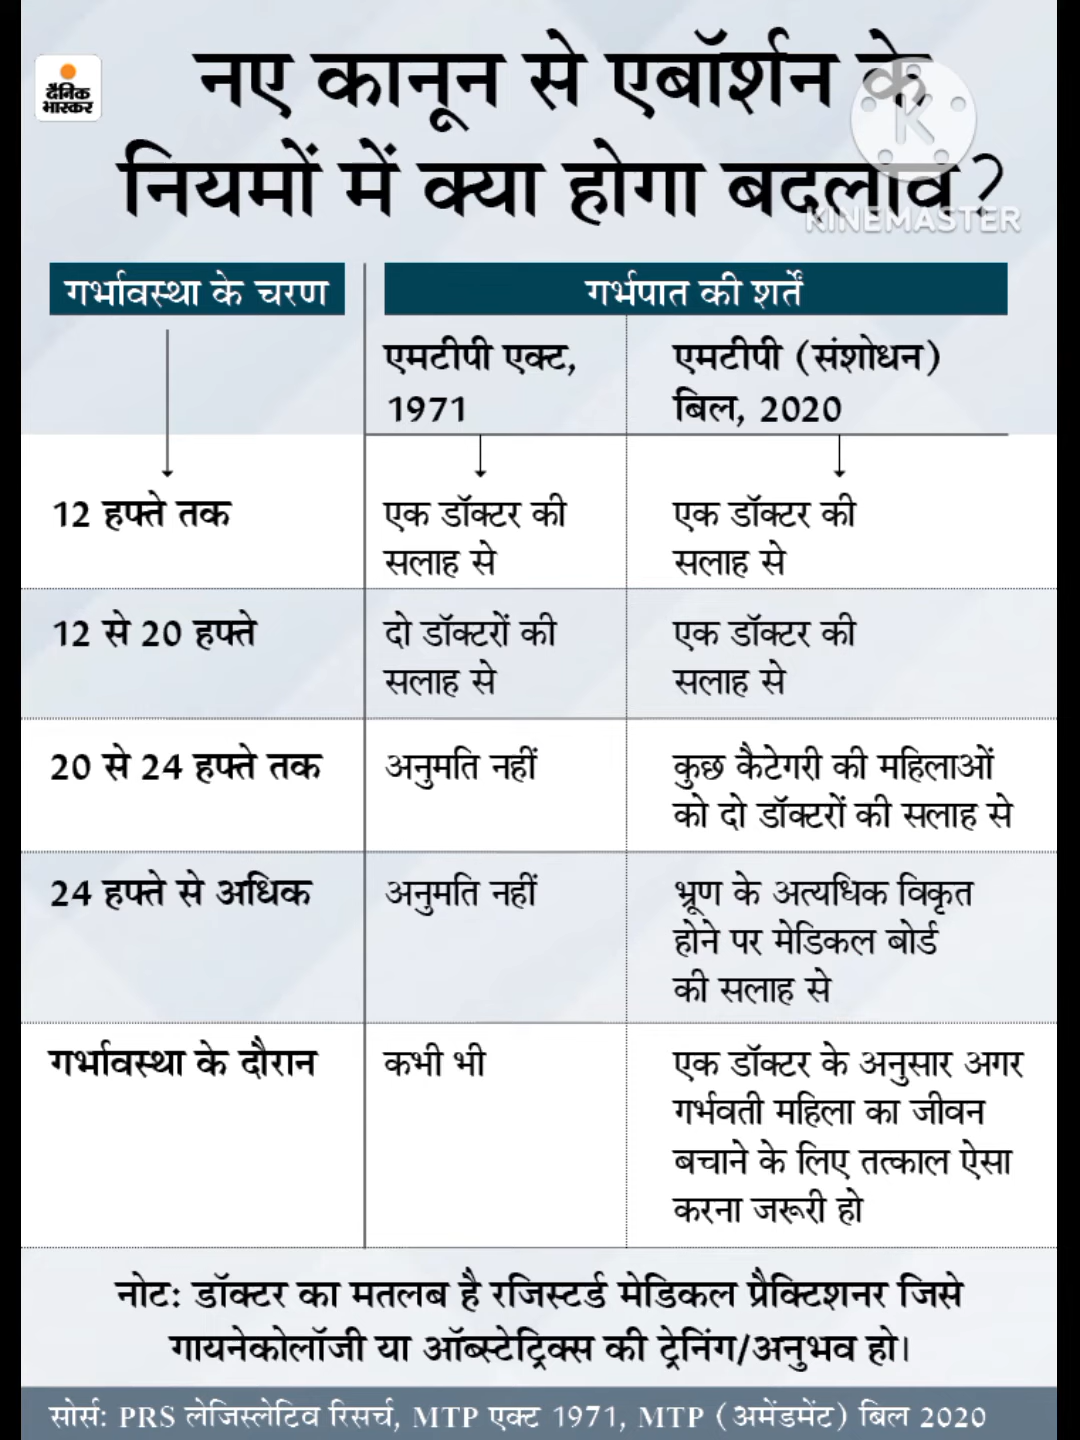 दैनिक
भास्कर
नए कानून से एबॉर्शन के
नियमों में क्या होगा बदलाव?
K
KINEMASTER
गर्भावस्था के चरण
गर्भपात की शर्तें
एमटीपी एक्ट,
1971
एमटीपी (संशोधन)
बिल, 2020
12 हफ्ते तक
एक डॉक्टर की
सलाह से
एक डॉक्टर की
सलाह से
12 से 20 हफ्ते
दो डॉक्टरों की
सलाह से
एक डॉक्टर की
सलाह से
20 से 24 हफ्ते तक
अनुमति नहीं
कुछ कैटेगरी की महिलाओं
को दो डॉक्टरों की सलाह से
24 हफ्ते से अधिक
अनुमति नहीं
भ्रूण के अत्यधिक विकृत
होने पर मेडिकल बोर्ड
की सलाह से
गर्भावस्था के दौरान
कभी भी
एक डॉक्टर के अनुसार अगर
गर्भवती महिला का जीवन
बचाने के लिए तत्काल ऐसा
करना जरूरी हो
नोट: डॉक्टर का मतलब है रजिस्टर्ड मेडिकल प्रैक्टिशनर जिसे
गायनेकोलॉजी या ऑब्स्टेट्रिक्स की ट्रेनिंग/अनुभव हो।
सोर्स: PRS लेजिस्लेटिव रिसर्च, MTP एक्ट 1971, MTP (अमेंडमेंट) बिल 2020